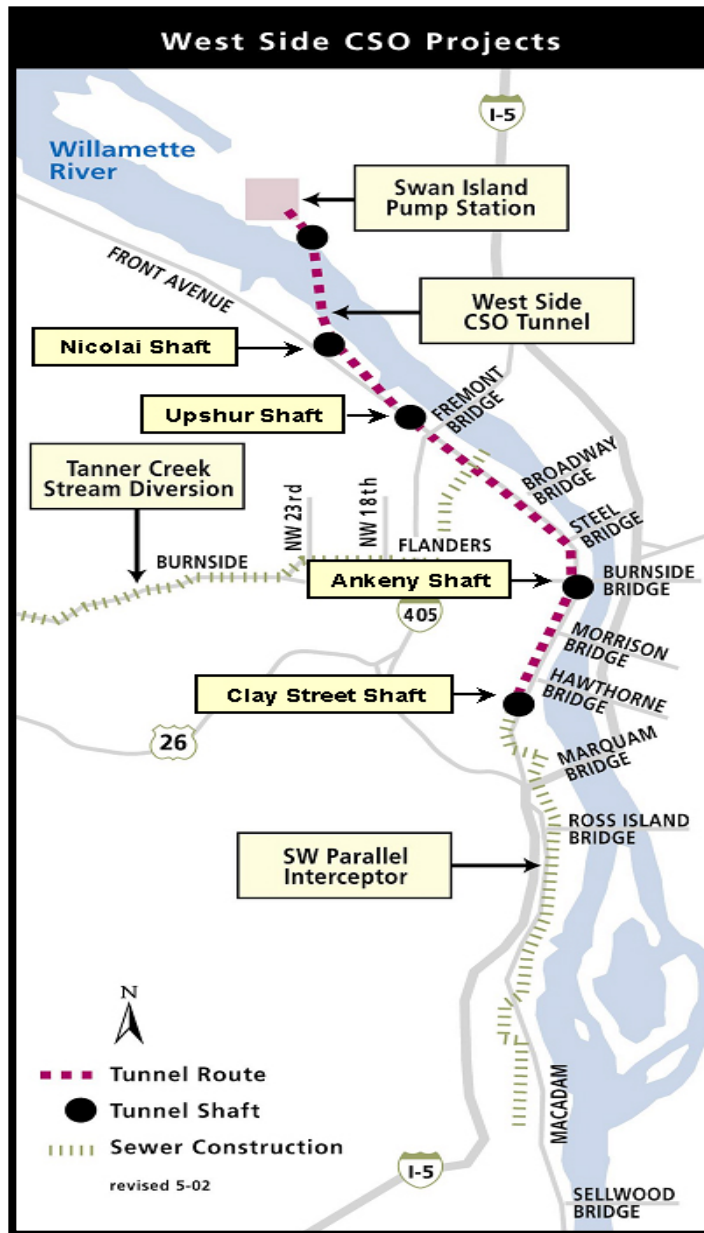 West Side CSO Projects
I-5
Willamette
River
Swan Island
Pump Station
FRONT AVENUE
West Side
CSO Tunnel
Nicolai Shaft
Upshur Shaft
FREMONT
BRIDGE
Tanner Creek
Stream Diversion
NW 23rd
NW 18th
BROADWAY
BRIDGE
STEEL
BRIDGE
BURNSIDE
FLANDERS
Ankeny Shaft
BURNSIDE
BRIDGE
405
MORRISON
BRIDGE
Clay Street Shaft
HAWTHORNE
BRIDGE
26
MARQUAM
BRIDGE
ROSS ISLAND
BRIDGE
SW Parallel
Interceptor
N
Tunnel Route
Tunnel Shaft
Sewer Construction
revised 5-02
MACADAM
I-5
SELLWOOD
BRIDGE